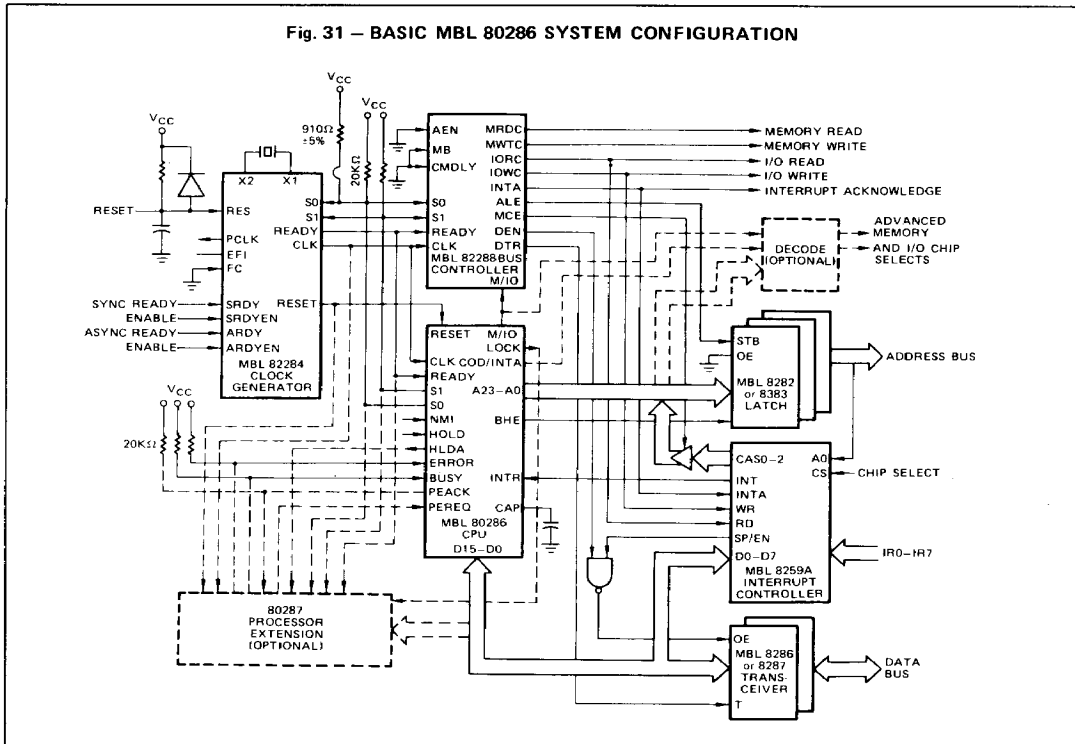 Fig. 31 – BASIC MBL 80286 SYSTEM CONFIGURATION
VCC
VCC
VCC
910Ω
±5%
20KΩ
X2
X1
RESET
RES
PCLK
EFI
FC
S0
S1
READY
CLK
SYNC READY
ENABLE
ASYNC READY
ENABLE
SRDY
SRDYEN
ARDY
ARDYEN
RESET
MBL 82284
CLOCK
GENERATOR
AEN
MB
CMDLY
S0
S1
READY
CLK
MRDC
MWTC
IORC
IOWC
INTA
ALE
MCE
DEN
DTR
MBL 82288BUS
CONTROLLER
M/IO
MEMORY READ
MEMORY WRITE
I/O READ
I/O WRITE
INTERRUPT ACKNOWLEDGE
DECODE
(OPTIONAL)
ADVANCED
MEMORY
AND I/O CHIP
SELECTS
VCC
20KΩ
RESET
M/IO
LOCK
CLK
COD/INTA
READY
S1
A23–A0
S0
NMI
BHE
HOLD
HLDA
ERROR
BUSY
INTR
PEACK
PEREQ
CAP
MBL 80286
CPU
D15–D0
STB
OE
MBL 8282
or 8383
LATCH
ADDRESS BUS
CAS0–2
A0
CS
CHIP SELECT
INT
INTA
WR
RD
SP/EN
D0–D7
IR0–IR7
MBL 8259A
INTERRUPT
CONTROLLER
80287
PROCESSOR
EXTENSION
(OPTIONAL)
OE
MBL 8286
or 8287
TRANS-
CEIVER
T
DATA
BUS